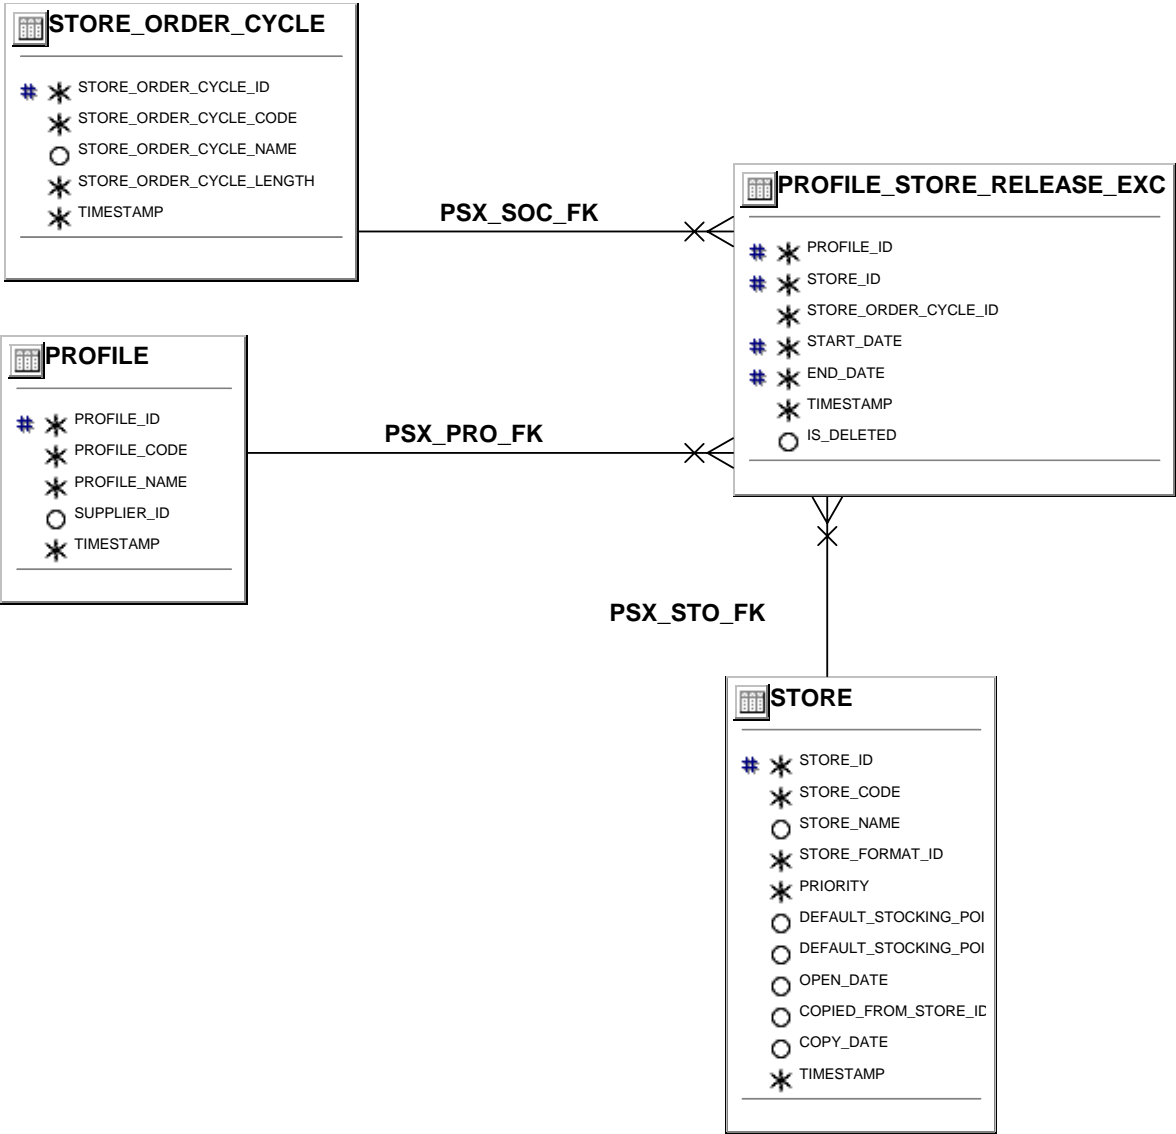 STORE_ORDER_CYCLE
# * STORE_ORDER_CYCLE_ID
* STORE_ORDER_CYCLE_CODE
O STORE_ORDER_CYCLE_NAME
* STORE_ORDER_CYCLE_LENGTH
* TIMESTAMP
PSX_SOC_FK
PROFILE_STORE_RELEASE_EXC
# * PROFILE_ID
# * STORE_ID
* STORE_ORDER_CYCLE_ID
# * START_DATE
# * END_DATE
* TIMESTAMP
O IS_DELETED
PROFILE
# * PROFILE_ID
* PROFILE_CODE
* PROFILE_NAME
O SUPPLIER_ID
* TIMESTAMP
PSX_PRO_FK
PSX_STO_FK
STORE
# * STORE_ID
* STORE_CODE
O STORE_NAME
* STORE_FORMAT_ID
* PRIORITY
O DEFAULT_STOCKING_POI
O DEFAULT_STOCKING_POI
O OPEN_DATE
O COPIED_FROM_STORE_ID
O COPY_DATE
* TIMESTAMP